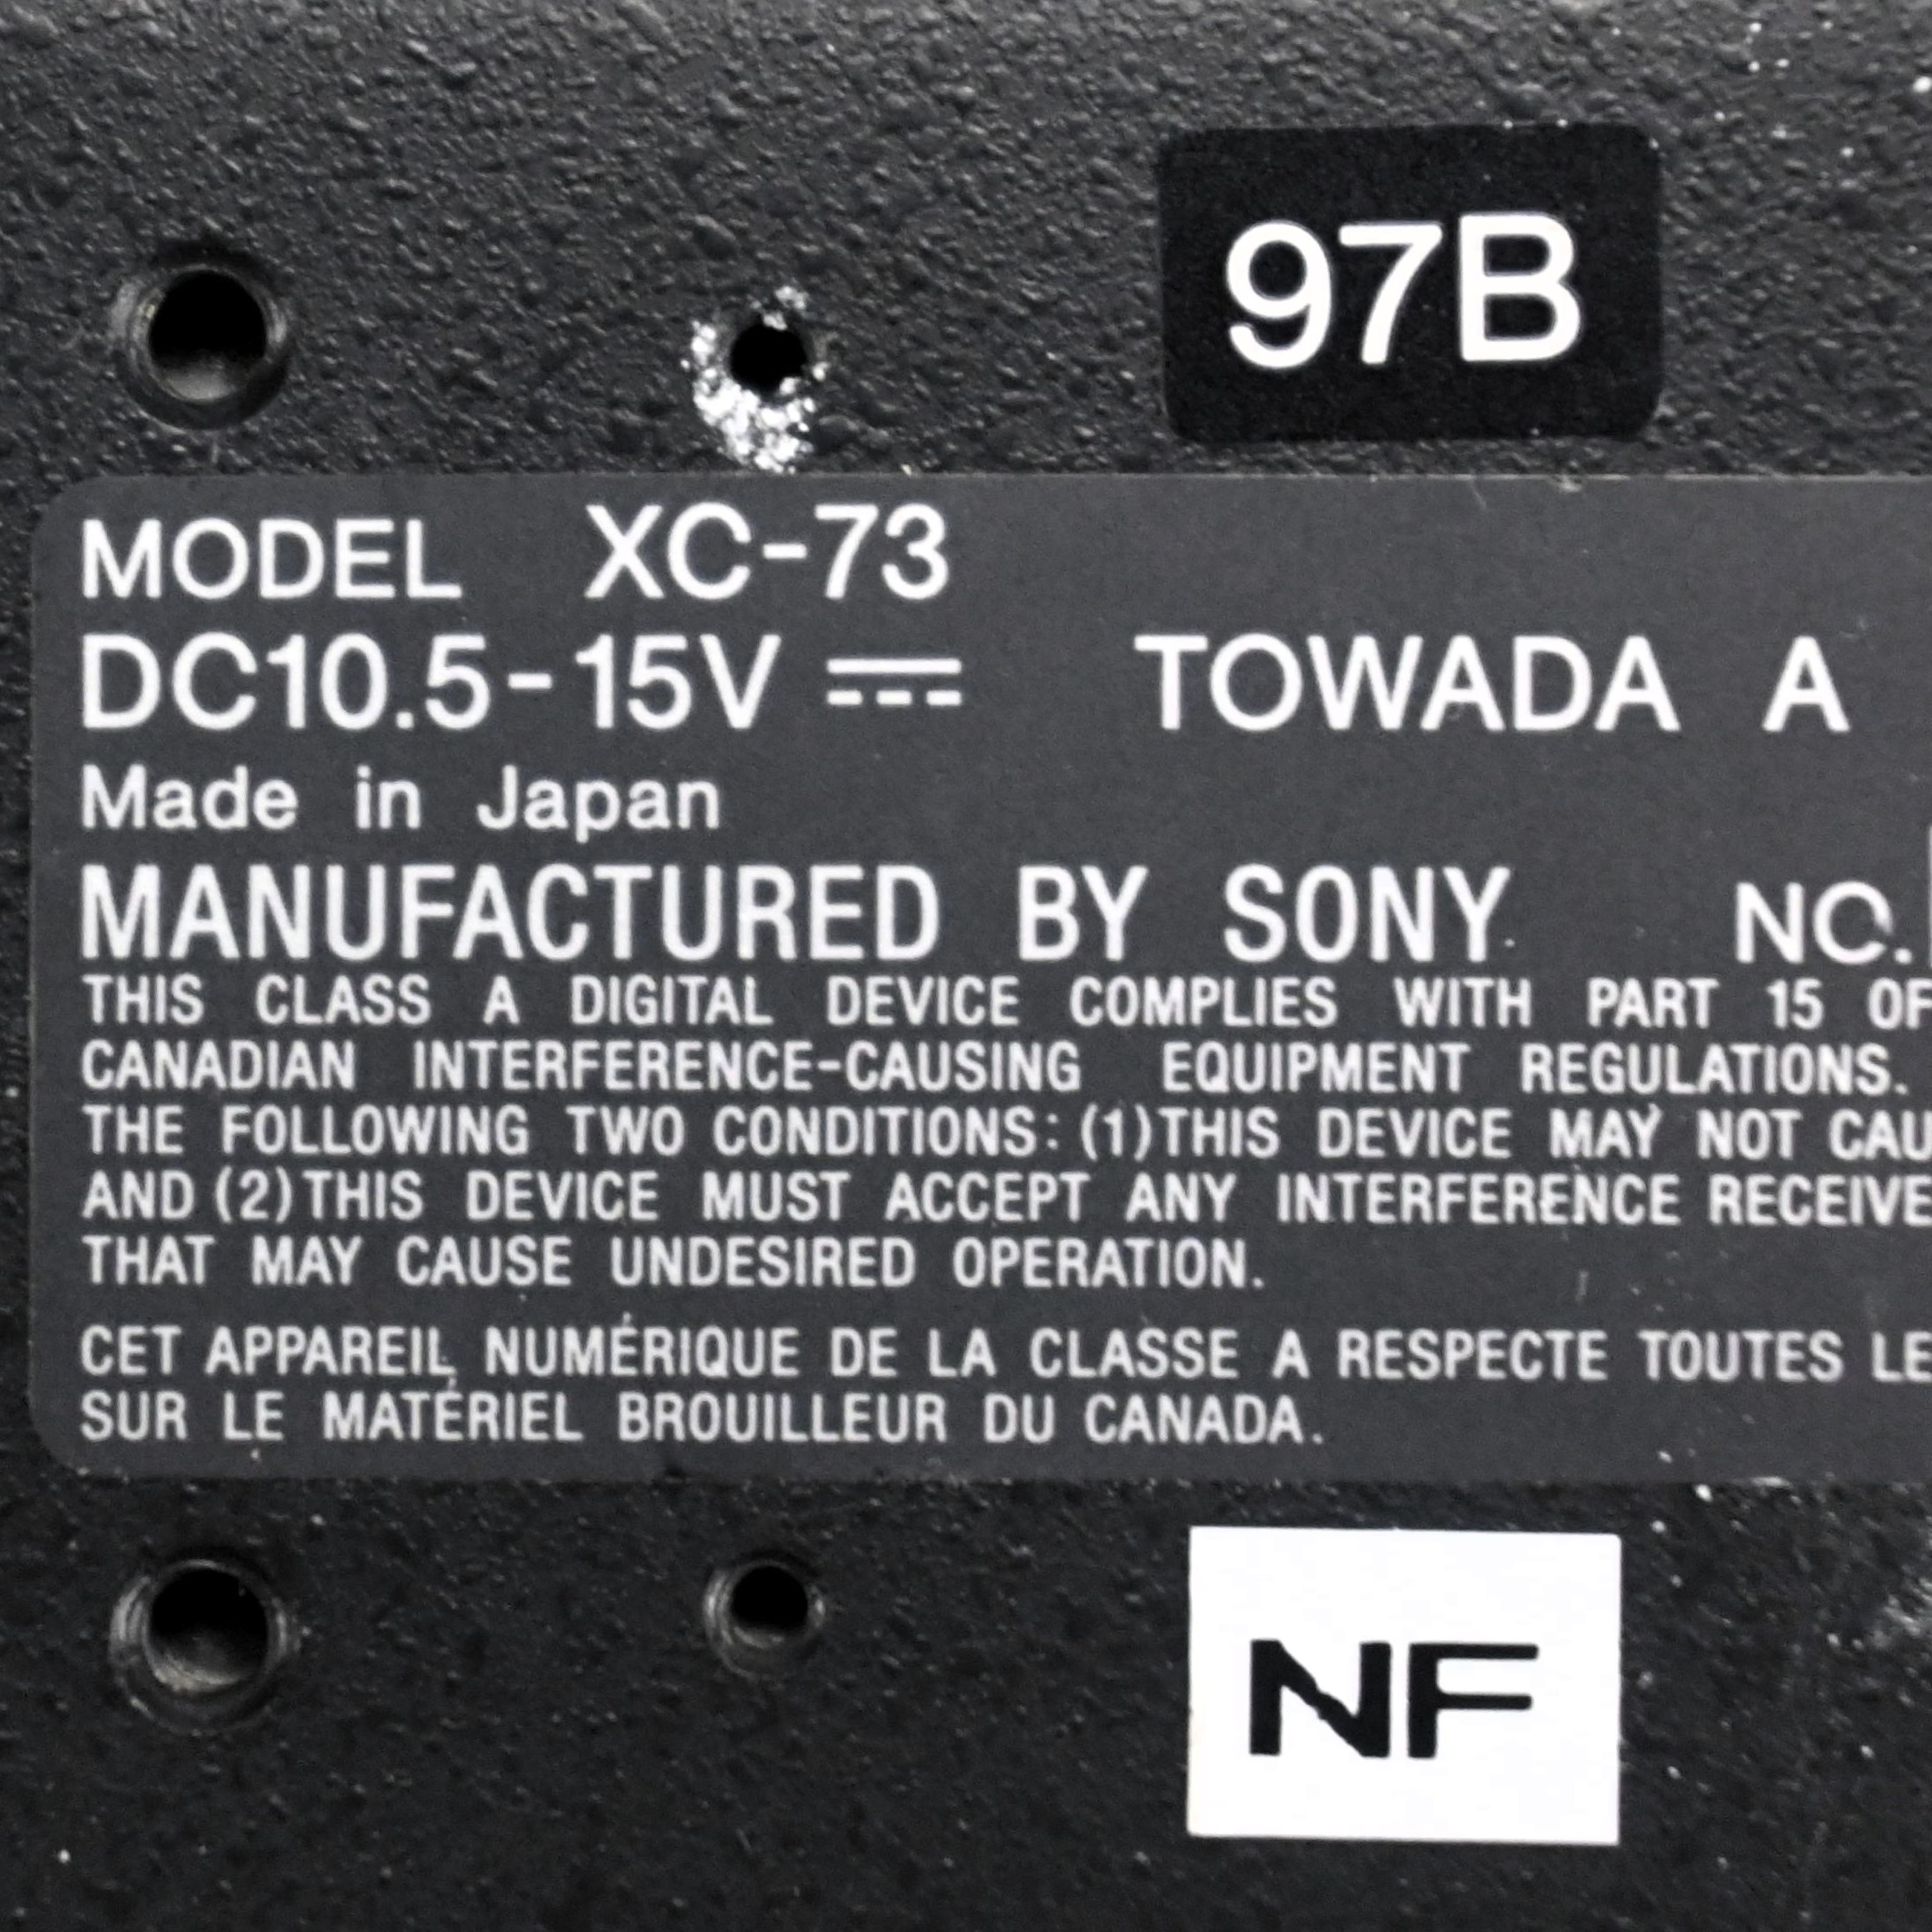 97B
MODEL XC-73
DC10.5-15V ⎓ TOWADA A
Made in Japan
MANUFACTURED BY SONY NO.
THIS CLASS A DIGITAL DEVICE COMPLIES WITH PART 15 OF
CANADIAN INTERFERENCE-CAUSING EQUIPMENT REGULATIONS.
THE FOLLOWING TWO CONDITIONS: (1)THIS DEVICE MAY NOT CAU
AND (2)THIS DEVICE MUST ACCEPT ANY INTERFERENCE RECEIVE
THAT MAY CAUSE UNDESIRED OPERATION.
CET APPAREIL NUMÉRIQUE DE LA CLASSE A RESPECTE TOUTES LE
SUR LE MATÉRIEL BROUILLEUR DU CANADA.
NF